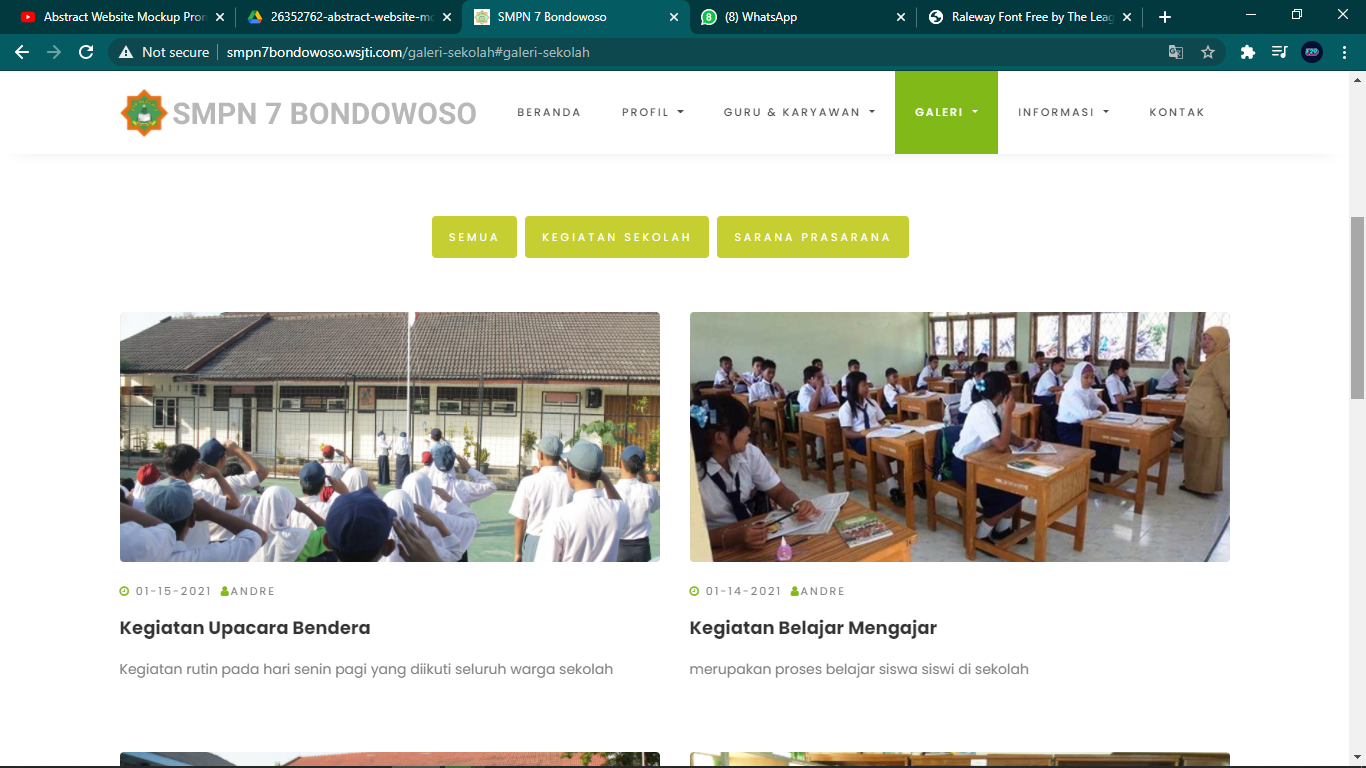 Abstract Website Mockup Pron
26352762-abstract-website-mo
SMPN 7 Bondowoso
(8) WhatsApp
Raleway Font Free by The Leag
Not secure
smpn7bondowoso.wsjti.com/galeri-sekolah#galeri-sekolah
SMPN 7 BONDOWOSO
BERANDA
PROFIL
GURU & KARYAWAN
GALERI
INFORMASI
KONTAK
SEMUA
KEGIATAN SEKOLAH
SARANA PRASARANA
01-15-2021 ANDRE
Kegiatan Upacara Bendera
Kegiatan rutin pada hari senin pagi yang diikuti seluruh warga sekolah
01-14-2021 ANDRE
Kegiatan Belajar Mengajar
merupakan proses belajar siswa siswi di sekolah